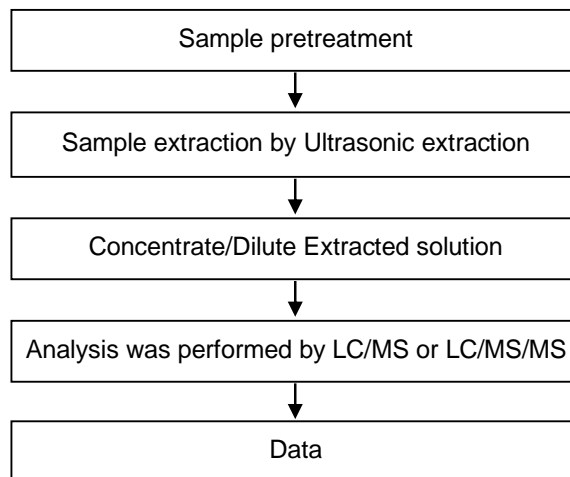 Sample pretreatment
Sample extraction by Ultrasonic extraction
Concentrate/Dilute Extracted solution
Analysis was performed by LC/MS or LC/MS/MS
Data